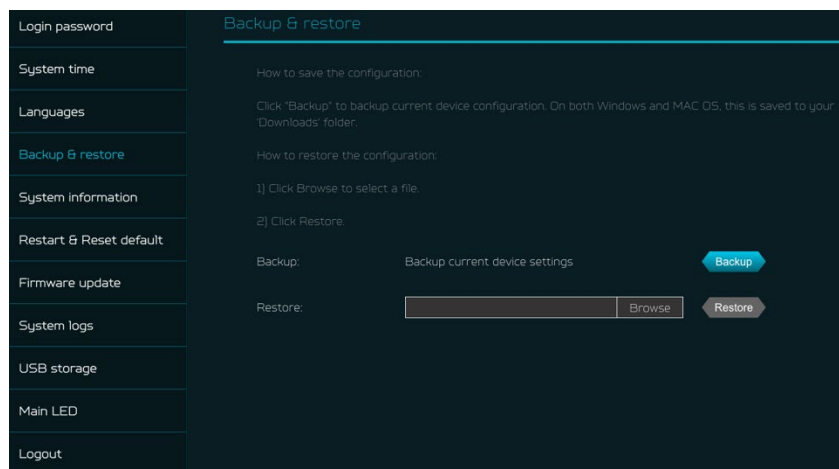 Login password
System time
Languages
Backup & restore
System information
Restart & Reset default
Firmware update
System logs
USB storage
Main LED
Logout
Backup & restore
How to save the configuration:
Click "Backup" to backup current device configuration. On both Windows and MAC OS, this is saved to your
'Downloads' folder.
How to restore the configuration:
1) Click Browse to select a file.
2) Click Restore.
Backup: Backup current device settings Backup
Restore: Browse Restore